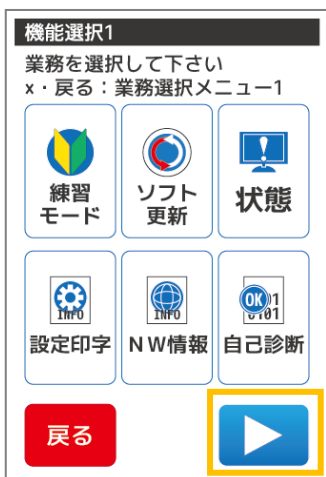 機能選択1
業務を選択して下さい
x・戻る：業務選択メニュー1
練習
モード
ソフト
更新
状態
INFO
設定印字
INFO
ＮＷ情報
OK 1
0101
自己診断
戻る